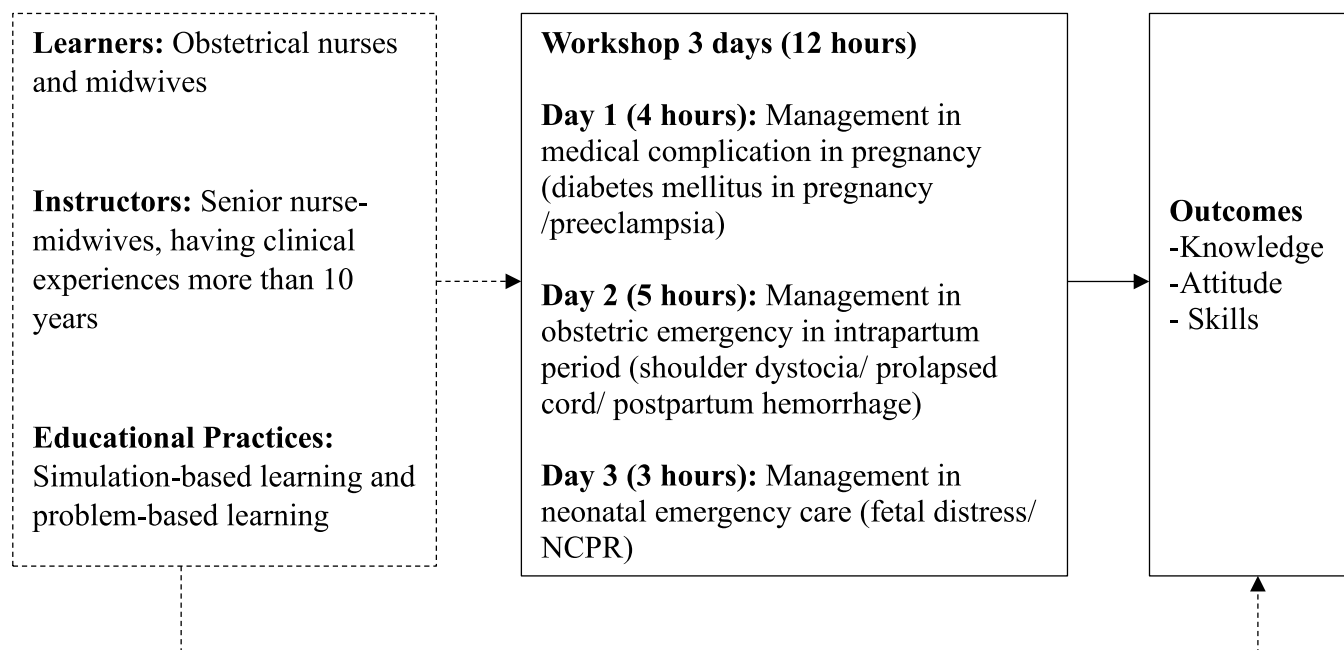 Learners: Obstetrical nurses
and midwives
Instructors: Senior nurse-
midwives, having clinical
experiences more than 10
years
Educational Practices:
Simulation-based learning and
problem-based learning
Workshop 3 days (12 hours)
Day 1 (4 hours): Management in
medical complication in pregnancy
(diabetes mellitus in pregnancy
/preeclampsia)
Day 2 (5 hours): Management in
obstetric emergency in intrapartum
period (shoulder dystocia/ prolapsed
cord/ postpartum hemorrhage)
Day 3 (3 hours): Management in
neonatal emergency care (fetal distress/
NCPR)
Outcomes
-Knowledge
-Attitude
- Skills